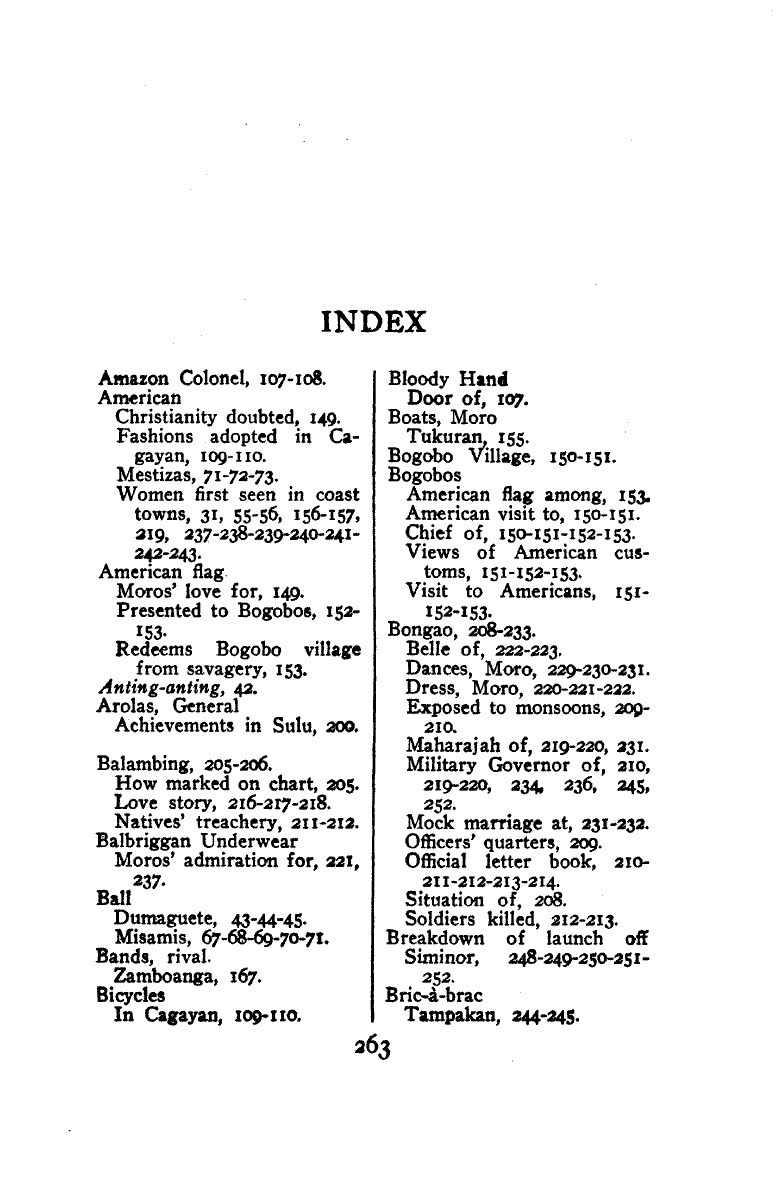 INDEX
Amazon Colonel, 107-108.
American
Christianity doubted, 149.
Fashions adopted in Ca-
gayan, 109-110.
Mestizas, 71-72-73.
Women first seen in coast
towns, 31, 55-56, 156-157,
219, 237-238-239-240-241-
242-243.
American flag
Moros' love for, 149.
Presented to Bogobos, 152-
153.
Redeems Bogobo village
from savagery, 153.
Anting-anting, 42.
Arolas, General
Achievements in Sulu, 200.
Balambing, 205-206.
How marked on chart, 205.
Love story, 216-217-218.
Natives' treachery, 211-212.
Balbriggan Underwear
Moros' admiration for, 221,
237.
Ball
Dumaguete, 43-44-45.
Misamis, 67-68-69-70-71.
Bands, rival.
Zamboanga, 167.
Bicycles
In Cagayan, 109-110.
Bloody Hand
Door of, 107.
Boats, Moro
Tukuran, 155.
Bogobo Village, 150-151.
Bogobos
American flag among, 153.
American visit to, 150-151.
Chief of, 150-151-152-153.
Views of American cus-
toms, 151-152-153.
Visit to Americans, 151-
152-153.
Bongao, 208-233.
Belle of, 222-223.
Dances, Moro, 229-230-231.
Dress, Moro, 220-221-222.
Exposed to monsoons, 209-
210.
Maharajah of, 219-220, 231.
Military Governor of, 210,
219-220, 234, 236, 245,
252.
Mock marriage at, 231-232.
Officers' quarters, 209.
Official letter book, 210-
211-212-213-214.
Situation of, 208.
Soldiers killed, 212-213.
Breakdown of launch off
Siminor, 248-249-250-251-
252.
Bric-à-brac
Tampakan, 244-245.
263